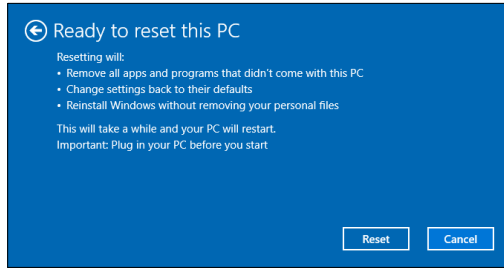 Ready to reset this PC
Resetting will:
• Remove all apps and programs that didn't come with this PC
• Change settings back to their defaults
• Reinstall Windows without removing your personal files
This will take a while and your PC will restart.
Important: Plug in your PC before you start
Reset
Cancel